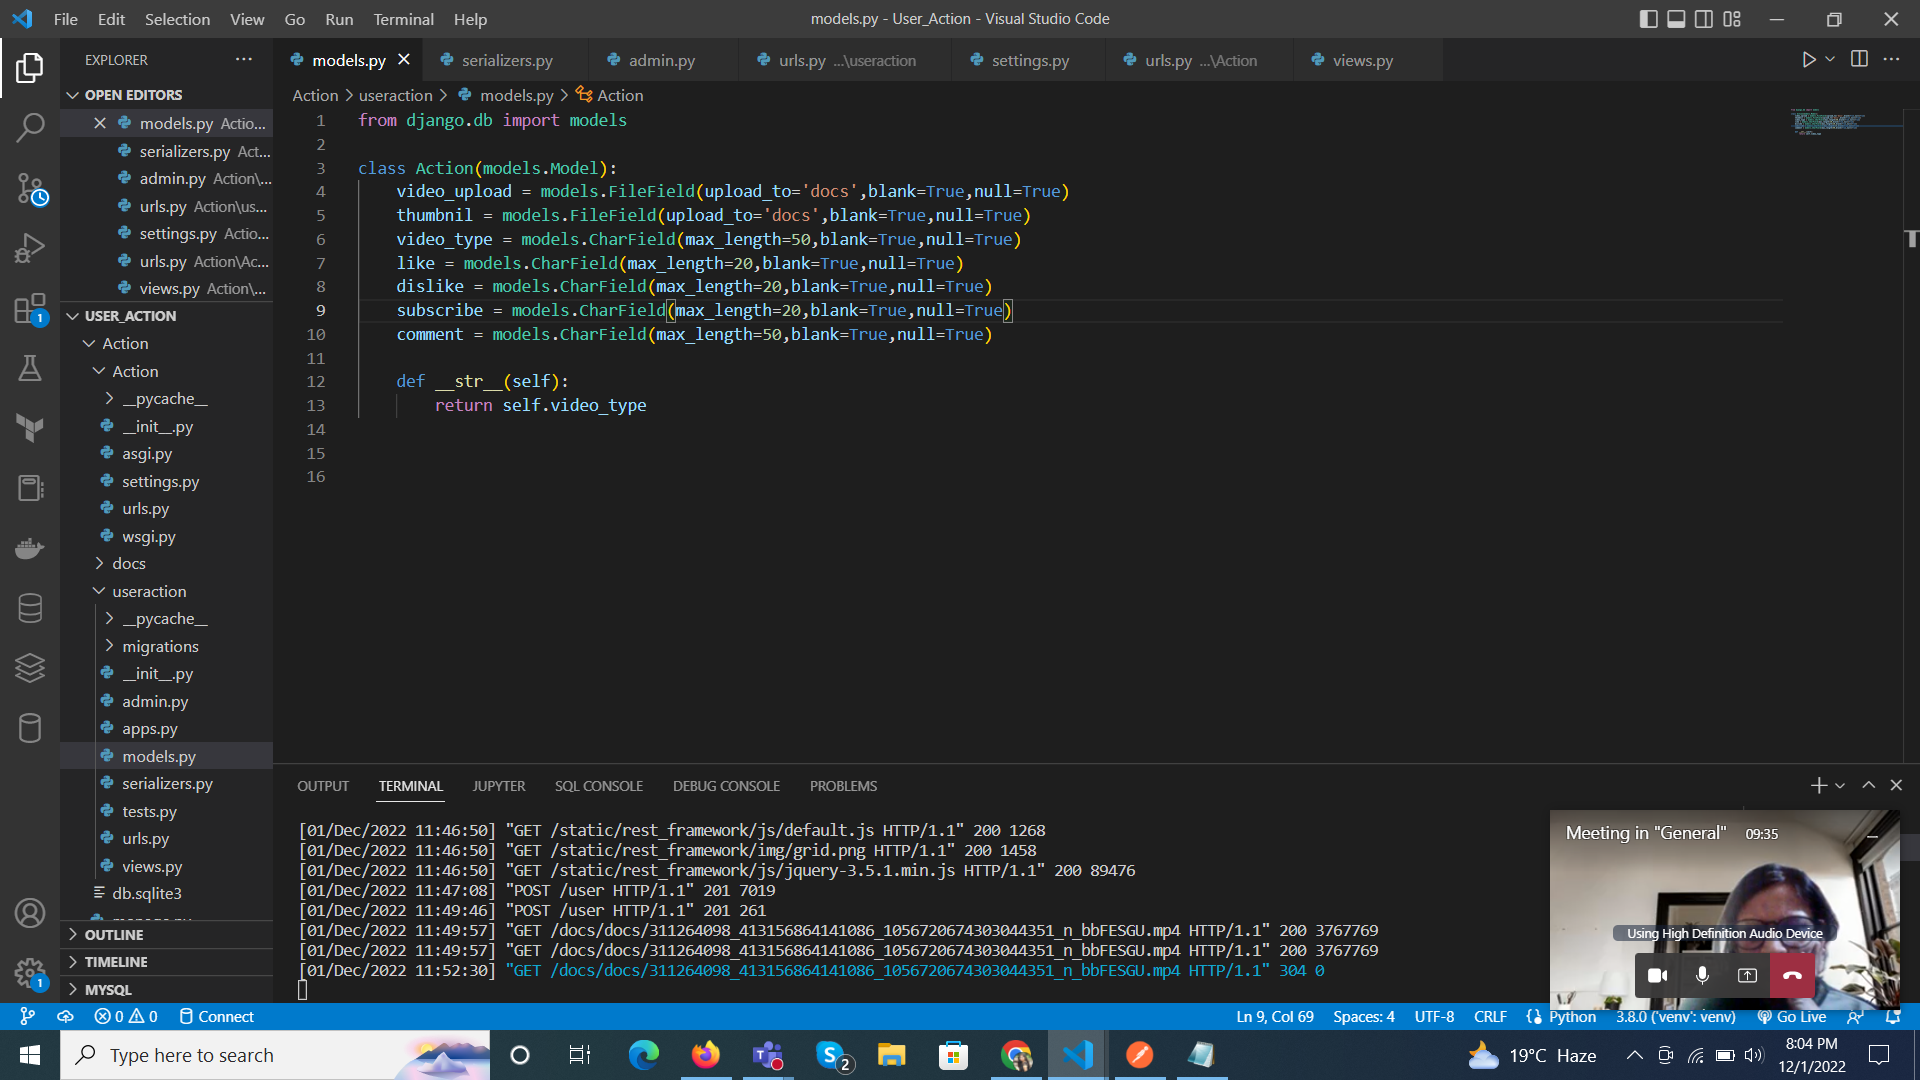 File Edit Selection View Go Run Terminal Help
models.py - User_Action - Visual Studio Code
EXPLORER
OPEN EDITORS
models.py Actio...
serializers.py Act...
admin.py Action\...
urls.py Action\us...
settings.py Actio...
urls.py Action\Ac...
views.py Action\...
USER_ACTION
Action
Action
__pycache__
__init__.py
asgi.py
settings.py
urls.py
wsgi.py
docs
useraction
__pycache__
migrations
__init__.py
admin.py
apps.py
models.py
serializers.py
tests.py
urls.py
views.py
db.sqlite3
OUTLINE
TIMELINE
MYSQL
1
1
models.py serializers.py admin.py urls.py ...\useraction settings.py urls.py ...\Action views.py
Action > useraction > models.py > Action
1 from django.db import models
2
3 class Action(models.Model):
4 video_upload = models.FileField(upload_to='docs',blank=True,null=True)
5 thumbnil = models.FileField(upload_to='docs',blank=True,null=True)
6 video_type = models.CharField(max_length=50,blank=True,null=True)
7 like = models.CharField(max_length=20,blank=True,null=True)
8 dislike = models.CharField(max_length=20,blank=True,null=True)
9 subscribe = models.CharField(max_length=20,blank=True,null=True)
10 comment = models.CharField(max_length=50,blank=True,null=True)
11
12 def __str__(self):
13 return self.video_type
14
15
16
OUTPUT TERMINAL JUPYTER SQL CONSOLE DEBUG CONSOLE PROBLEMS
[01/Dec/2022 11:46:50] "GET /static/rest_framework/js/default.js HTTP/1.1" 200 1268
[01/Dec/2022 11:46:50] "GET /static/rest_framework/img/grid.png HTTP/1.1" 200 1458
[01/Dec/2022 11:46:50] "GET /static/rest_framework/js/jquery-3.5.1.min.js HTTP/1.1" 200 89476
[01/Dec/2022 11:47:08] "POST /user HTTP/1.1" 201 7019
[01/Dec/2022 11:49:46] "POST /user HTTP/1.1" 201 261
[01/Dec/2022 11:49:57] "GET /docs/docs/311264098_413156864141086_1056720674303044351_n_bbFESGU.mp4 HTTP/1.1" 200 3767769
[01/Dec/2022 11:49:57] "GET /docs/docs/311264098_413156864141086_1056720674303044351_n_bbFESGU.mp4 HTTP/1.1" 200 3767769
[01/Dec/2022 11:52:30] "GET /docs/docs/311264098_413156864141086_1056720674303044351_n_bbFESGU.mp4 HTTP/1.1" 304 0
Meeting in "General" 09:35
Using High Definition Audio Device
0 0 Connect
Ln 9, Col 69 Spaces: 4 UTF-8 CRLF Python 3.8.0 ('venv': venv) Go Live
Type here to search
2
19°C Haze
8:04 PM
12/1/2022